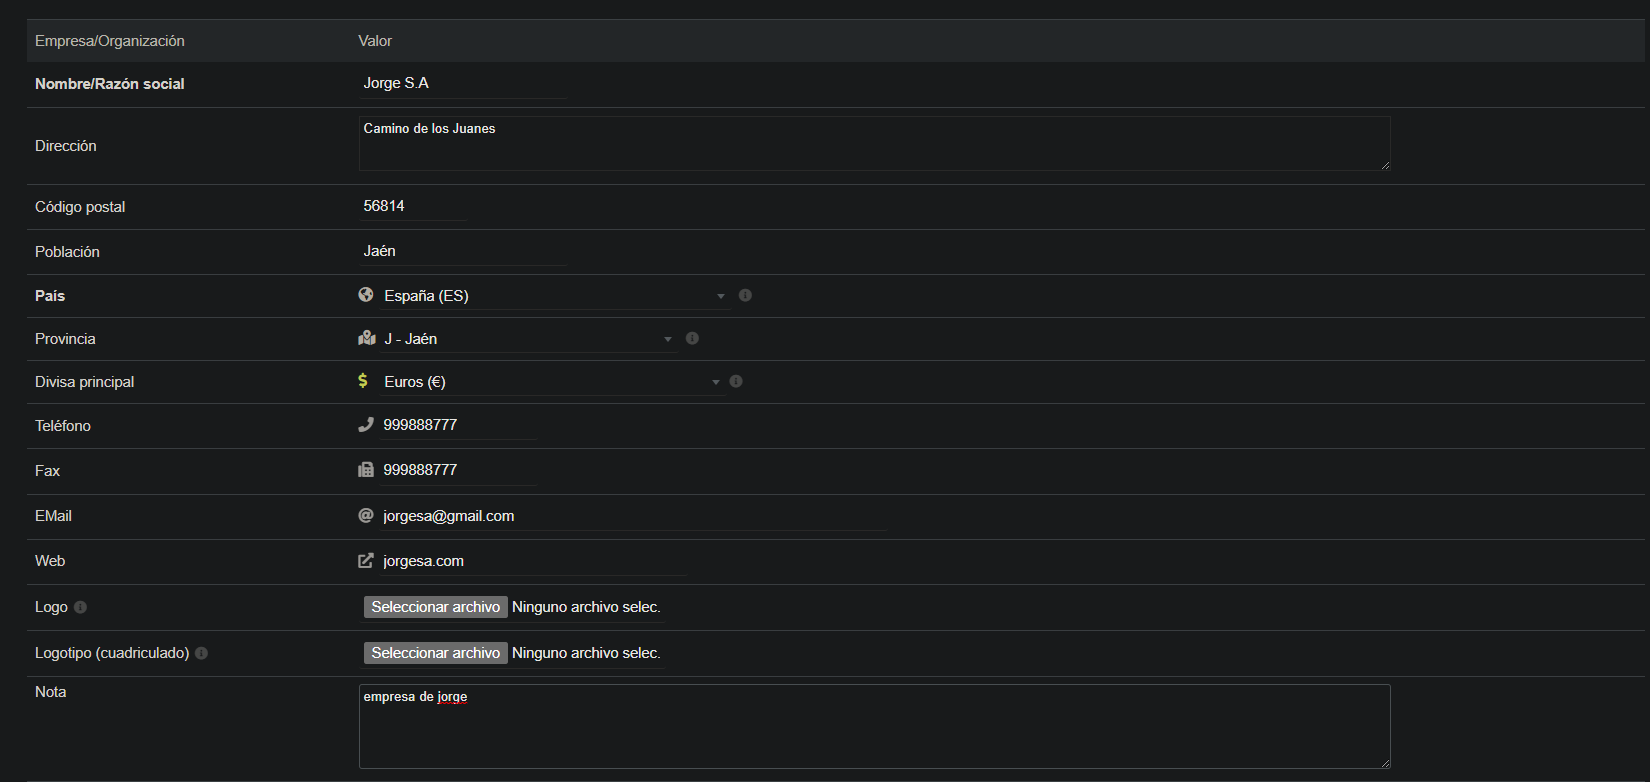 Empresa/Organización Valor
Nombre/Razón social Jorge S.A
Dirección Camino de los Juanes
Código postal 56814
Población Jaén
País España (ES)
Provincia J - Jaén
Divisa principal $ Euros (€)
Teléfono 999888777
Fax 999888777
EMail @ jorgesa@gmail.com
Web jorgesa.com
Logo Seleccionar archivo Ninguno archivo selec.
Logotipo (cuadriculado) Seleccionar archivo Ninguno archivo selec.
Nota empresa de jorge